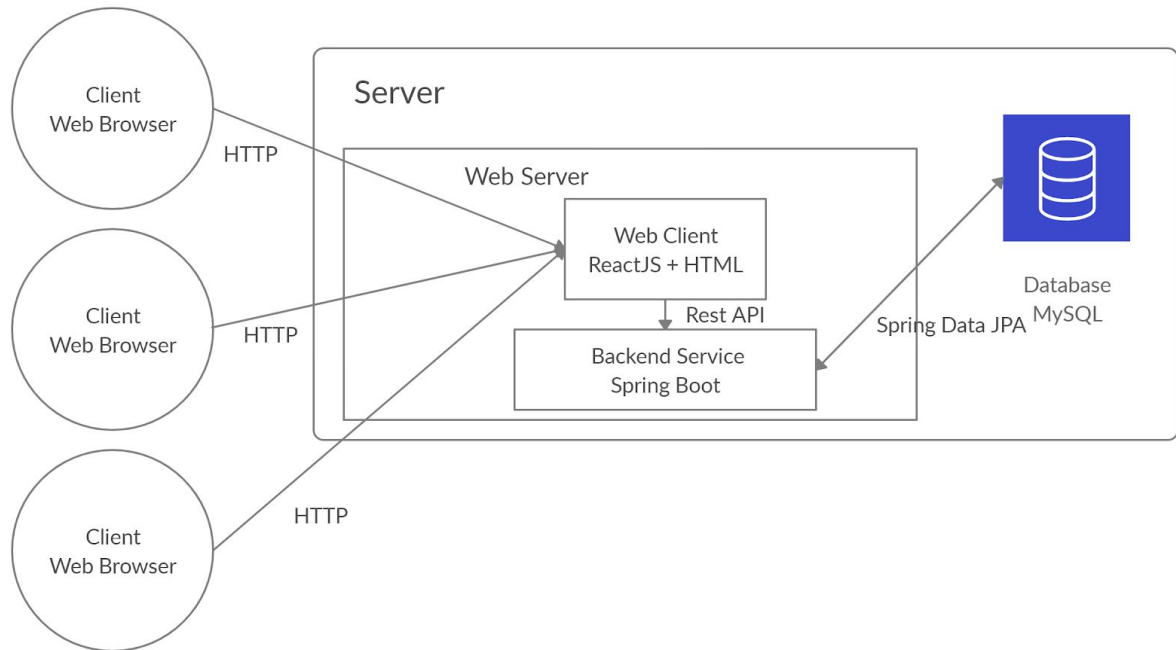 Client
Web Browser
HTTP
Server
Web Server
Web Client
ReactJS + HTML
Rest API
Backend Service
Spring Boot
Spring Data JPA
Database
MySQL
Client
Web Browser
HTTP
Client
Web Browser
HTTP